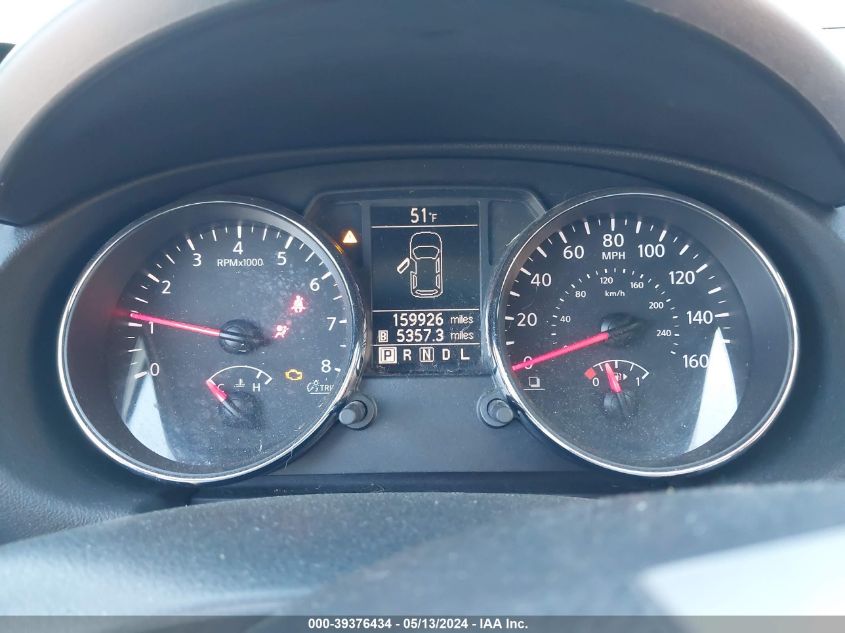 51°F
159926 miles
B 5357.3 miles
P R N D L
0 1 2 3 4 5 6 7 8
RPMx1000
C H
TRIP
0 20 40 60 80 100 120 140 160
MPH
40 80 120 160 200 240
km/h
0 1
000-39376434 - 05/13/2024 - IAA Inc.